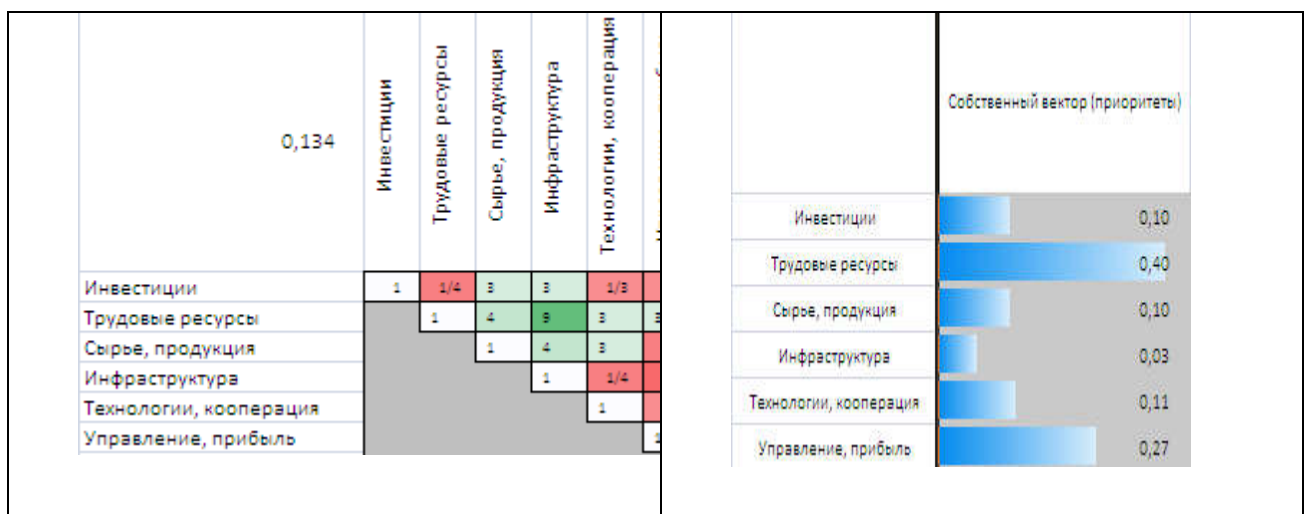 0,134
Инвестиции
Трудовые ресурсы
Сырье, продукция
Инфраструктура
Технологии, кооперация
Инвестиции 1 1/4 3 3 1/3
Трудовые ресурсы 1 4 9 3 3
Сырье, продукция 1 4 3
Инфраструктура 1 1/4
Технологии, кооперация 1
Управление, прибыль 1
Собственный вектор (приоритеты)
Инвестиции 0,10
Трудовые ресурсы 0,40
Сырье, продукция 0,10
Инфраструктура 0,03
Технологии, кооперация 0,11
Управление, прибыль 0,27